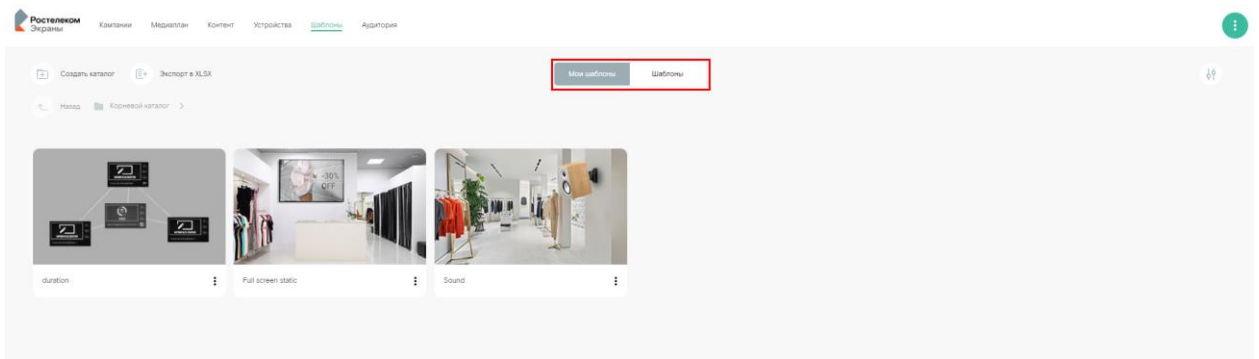 Ростелеком
Экраны
Кампании Медиаплан Контент Устройства Шаблоны Аудитория
Создать каталог Экспорт в XLSX Мои шаблоны Шаблоны
Назад Корневой каталог
-30%
OFF
duration Full screen static Sound